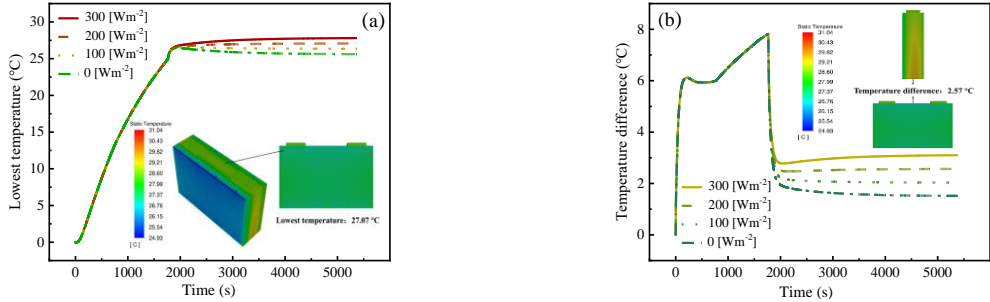 (a)
300 [Wm⁻²]
200 [Wm⁻²]
100 [Wm⁻²]
0 [Wm⁻²]
Lowest temperature (°C)
30
25
20
15
10
5
0
Static Temperature
31.04
30.43
29.82
29.21
28.60
27.99
27.37
26.76
26.15
25.54
24.93
[ C ]
Lowest temperature: 27.07 °C
0 1000 2000 3000 4000 5000
Time (s)
(b)
Temperature difference (°C)
8
6
4
2
0
Static Temperature
31.04
30.43
29.82
29.21
28.60
27.99
27.37
26.76
26.15
25.54
24.93
[ C ]
Temperature difference: 2.57 °C
300 [Wm⁻²]
200 [Wm⁻²]
100 [Wm⁻²]
0 [Wm⁻²]
0 1000 2000 3000 4000 5000
Time (s)